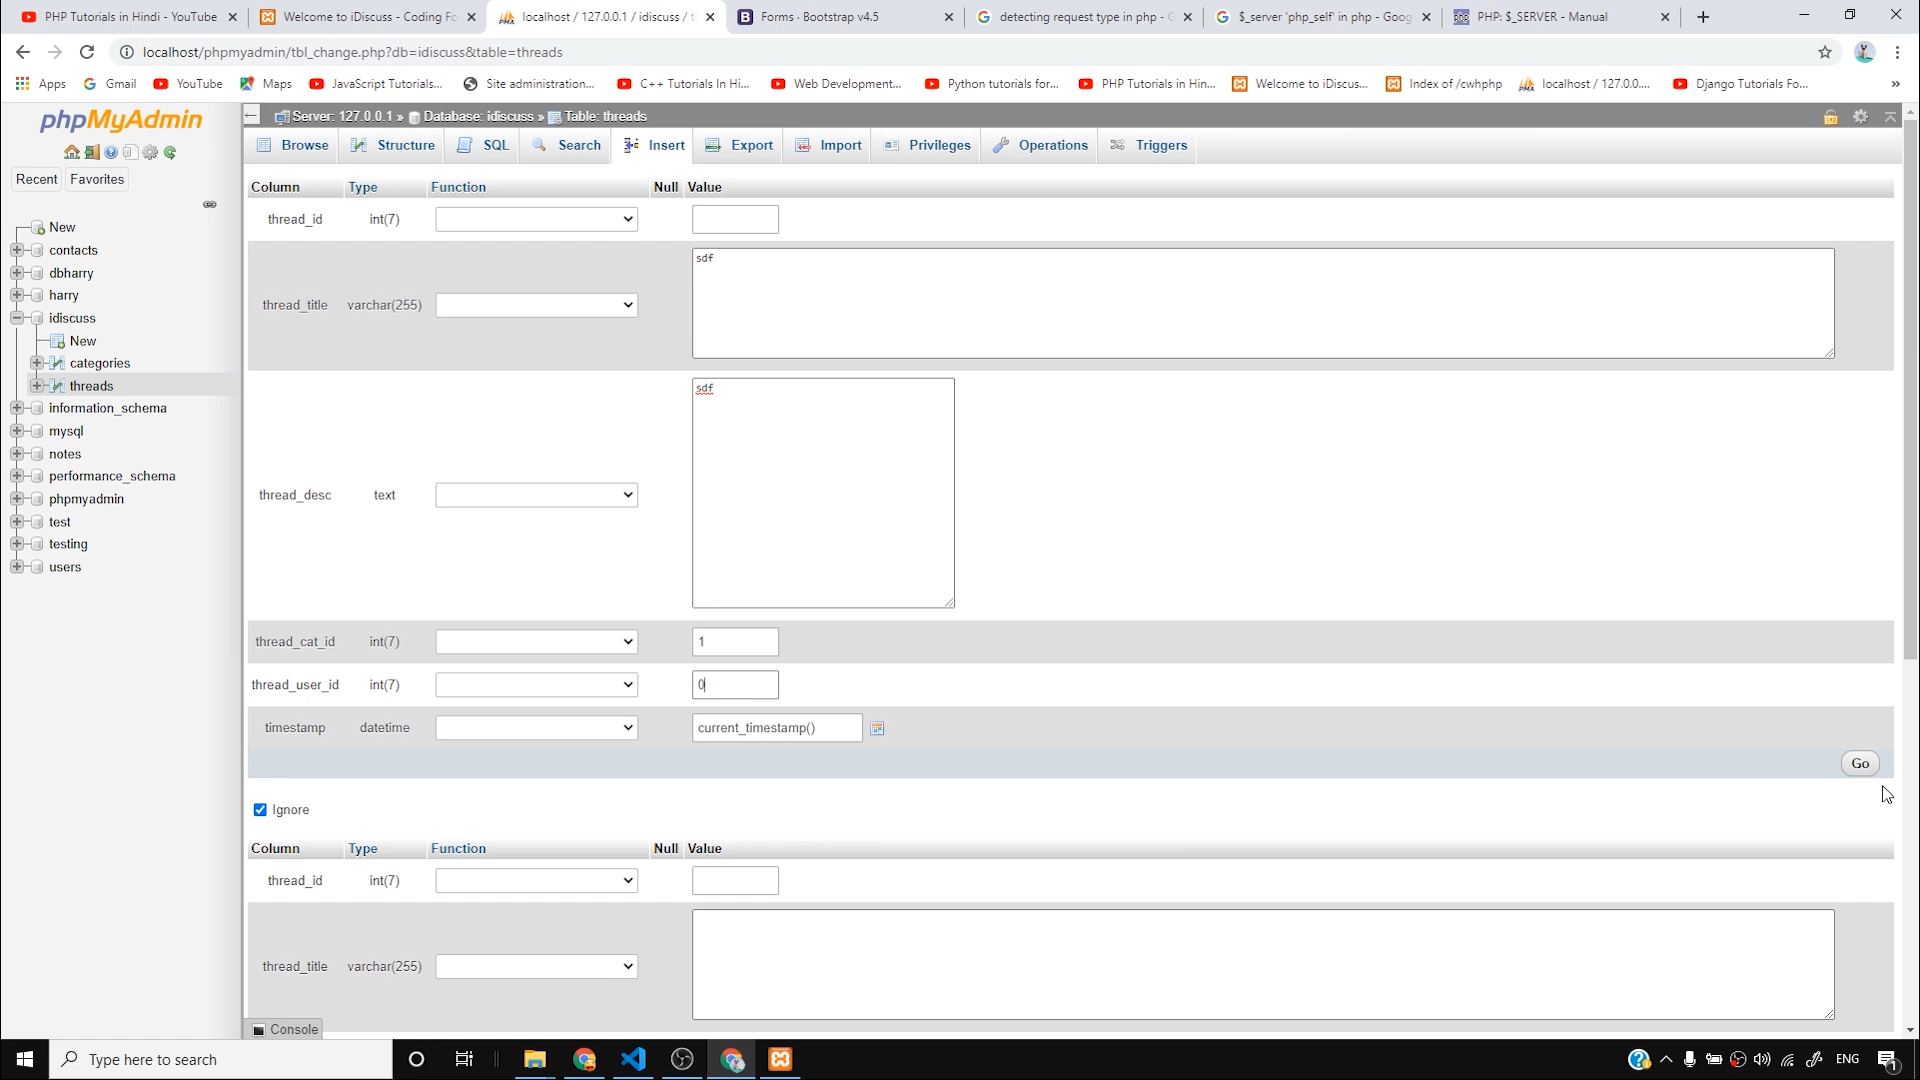 PHP Tutorials in Hindi - YouTube
Welcome to iDiscuss - Coding Fo
localhost / 127.0.0.1 / idiscuss / t
Forms · Bootstrap v4.5
detecting request type in php - G
$_server 'php_self' in php - Goog
PHP: $_SERVER - Manual
localhost/phpmyadmin/tbl_change.php?db=idiscuss&table=threads
Apps
Gmail
YouTube
Maps
JavaScript Tutorials...
Site administration...
C++ Tutorials In Hi...
Web Development...
Python tutorials for...
PHP Tutorials in Hin...
Welcome to iDiscus...
Index of /cwhphp
localhost / 127.0.0....
Django Tutorials Fo...
»
phpMyAdmin
Recent
Favorites
New
contacts
dbharry
harry
idiscuss
New
categories
threads
information_schema
mysql
notes
performance_schema
phpmyadmin
test
testing
users
Server: 127.0.0.1 » Database: idiscuss » Table: threads
Browse
Structure
SQL
Search
Insert
Export
Import
Privileges
Operations
Triggers
Column Type Function Null Value
thread_id int(7)
thread_title varchar(255) sdf
thread_desc text sdf
thread_cat_id int(7) 1
thread_user_id int(7) 0
timestamp datetime current_timestamp()
Go
Ignore
Column Type Function Null Value
thread_id int(7)
thread_title varchar(255)
Console
Type here to search
ENG
1